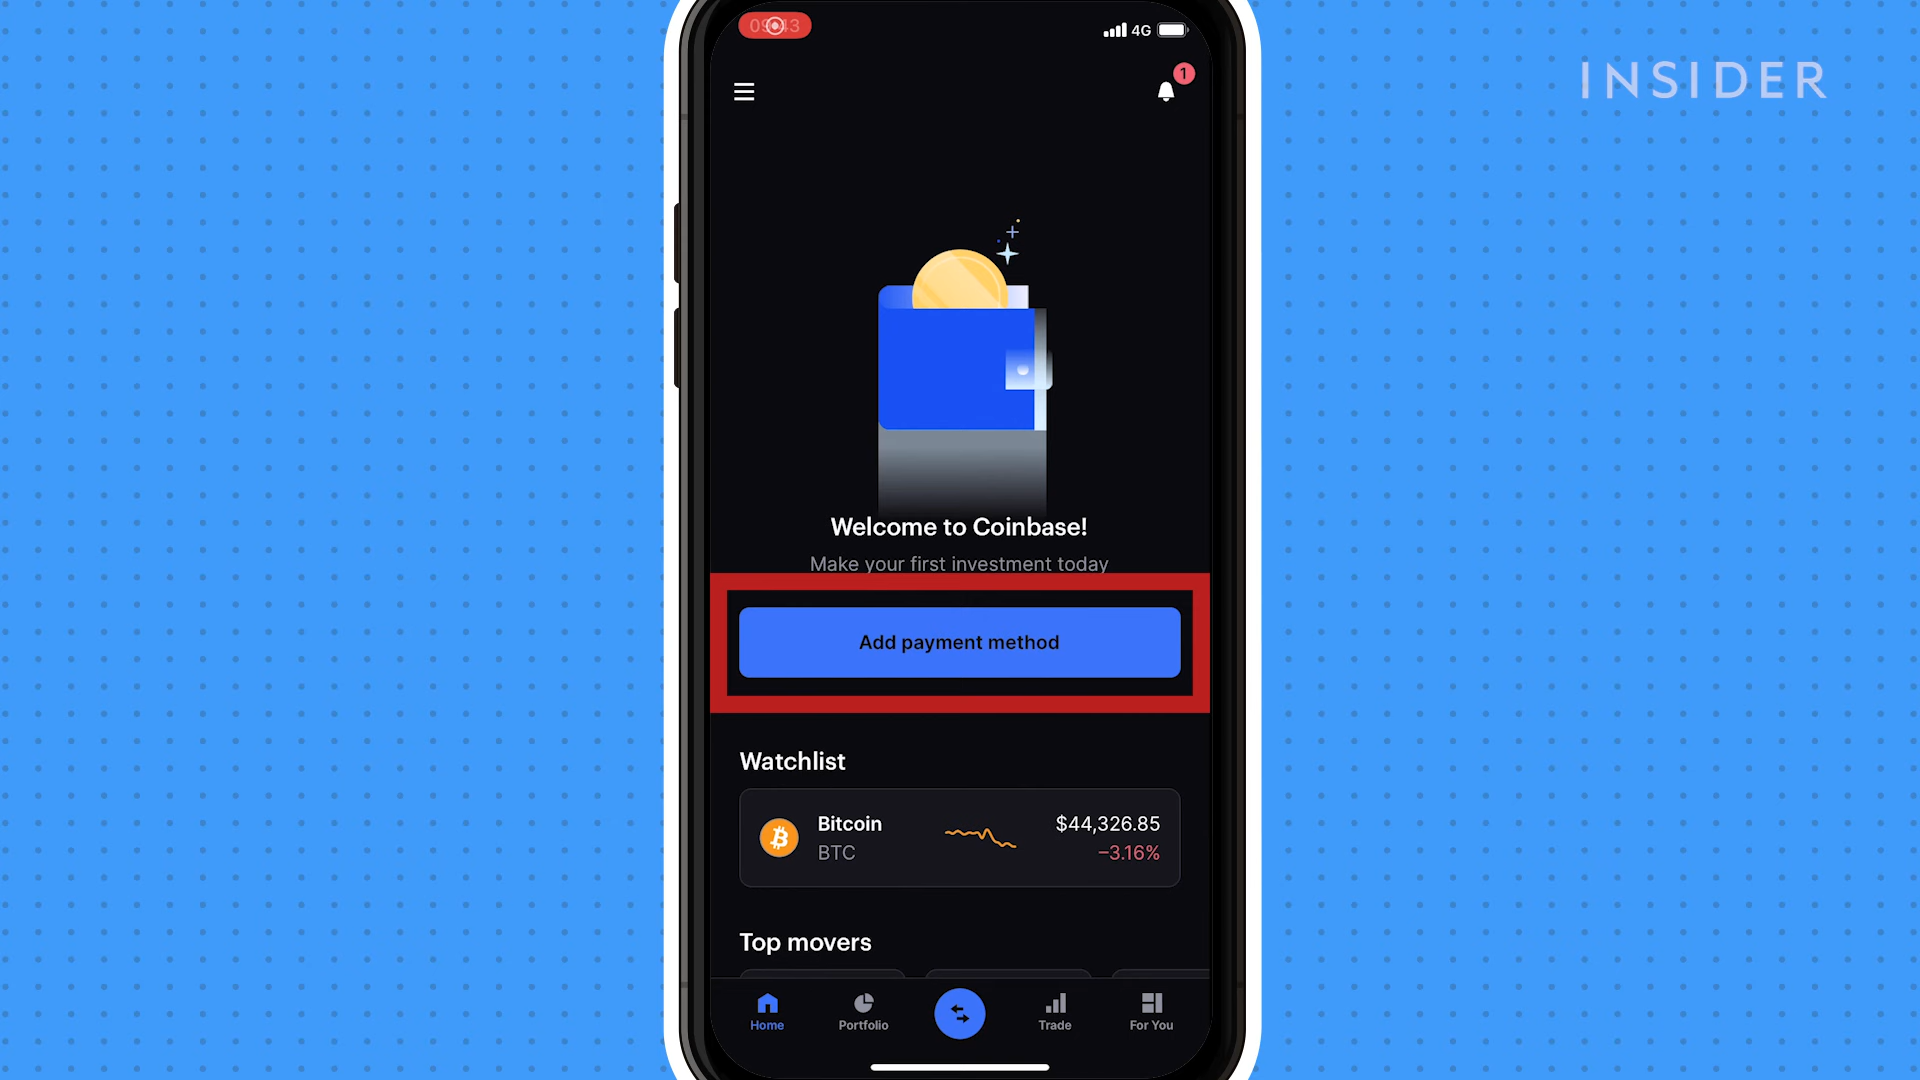 4G
1
INSIDER
Welcome to Coinbase!
Make your first investment today
Add payment method
Watchlist
Bitcoin
$44,326.85
BTC
−3.16%
Top movers
Home
Portfolio
Trade
For You